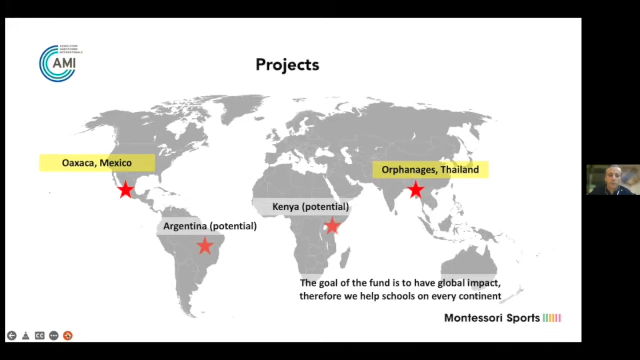 AMI
Projects
Oaxaca, Mexico
Orphanages, Thailand
Kenya (potential)
Argentina (potential)
The goal of the fund is to have global impact,
therefore we help schools on every continent
Montessori Sports
CC